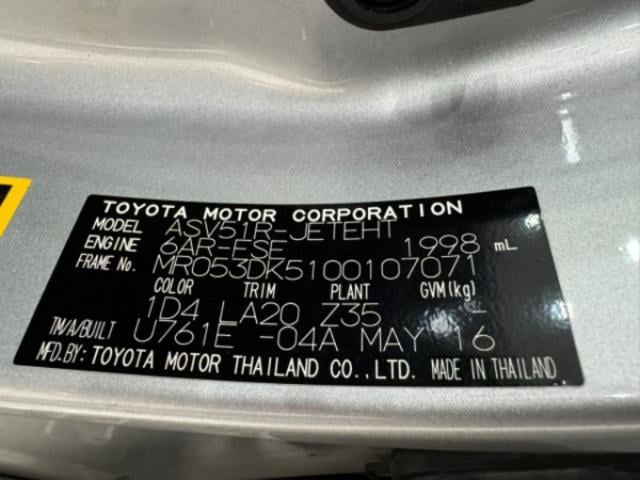 TOYOTA MOTOR CORPORATION
MODEL ASV51R-JETEHT
ENGINE 6AR-FSE 1998 mL
FRAME No. MR053DK5100107071
COLOR TRIM PLANT GVM(kg)
1D4 LA20 Z35 -
TM/A/BUILT U761E -04A MAY 16
MFD.BY: TOYOTA MOTOR THAILAND CO.,LTD. MADE IN THAILAND